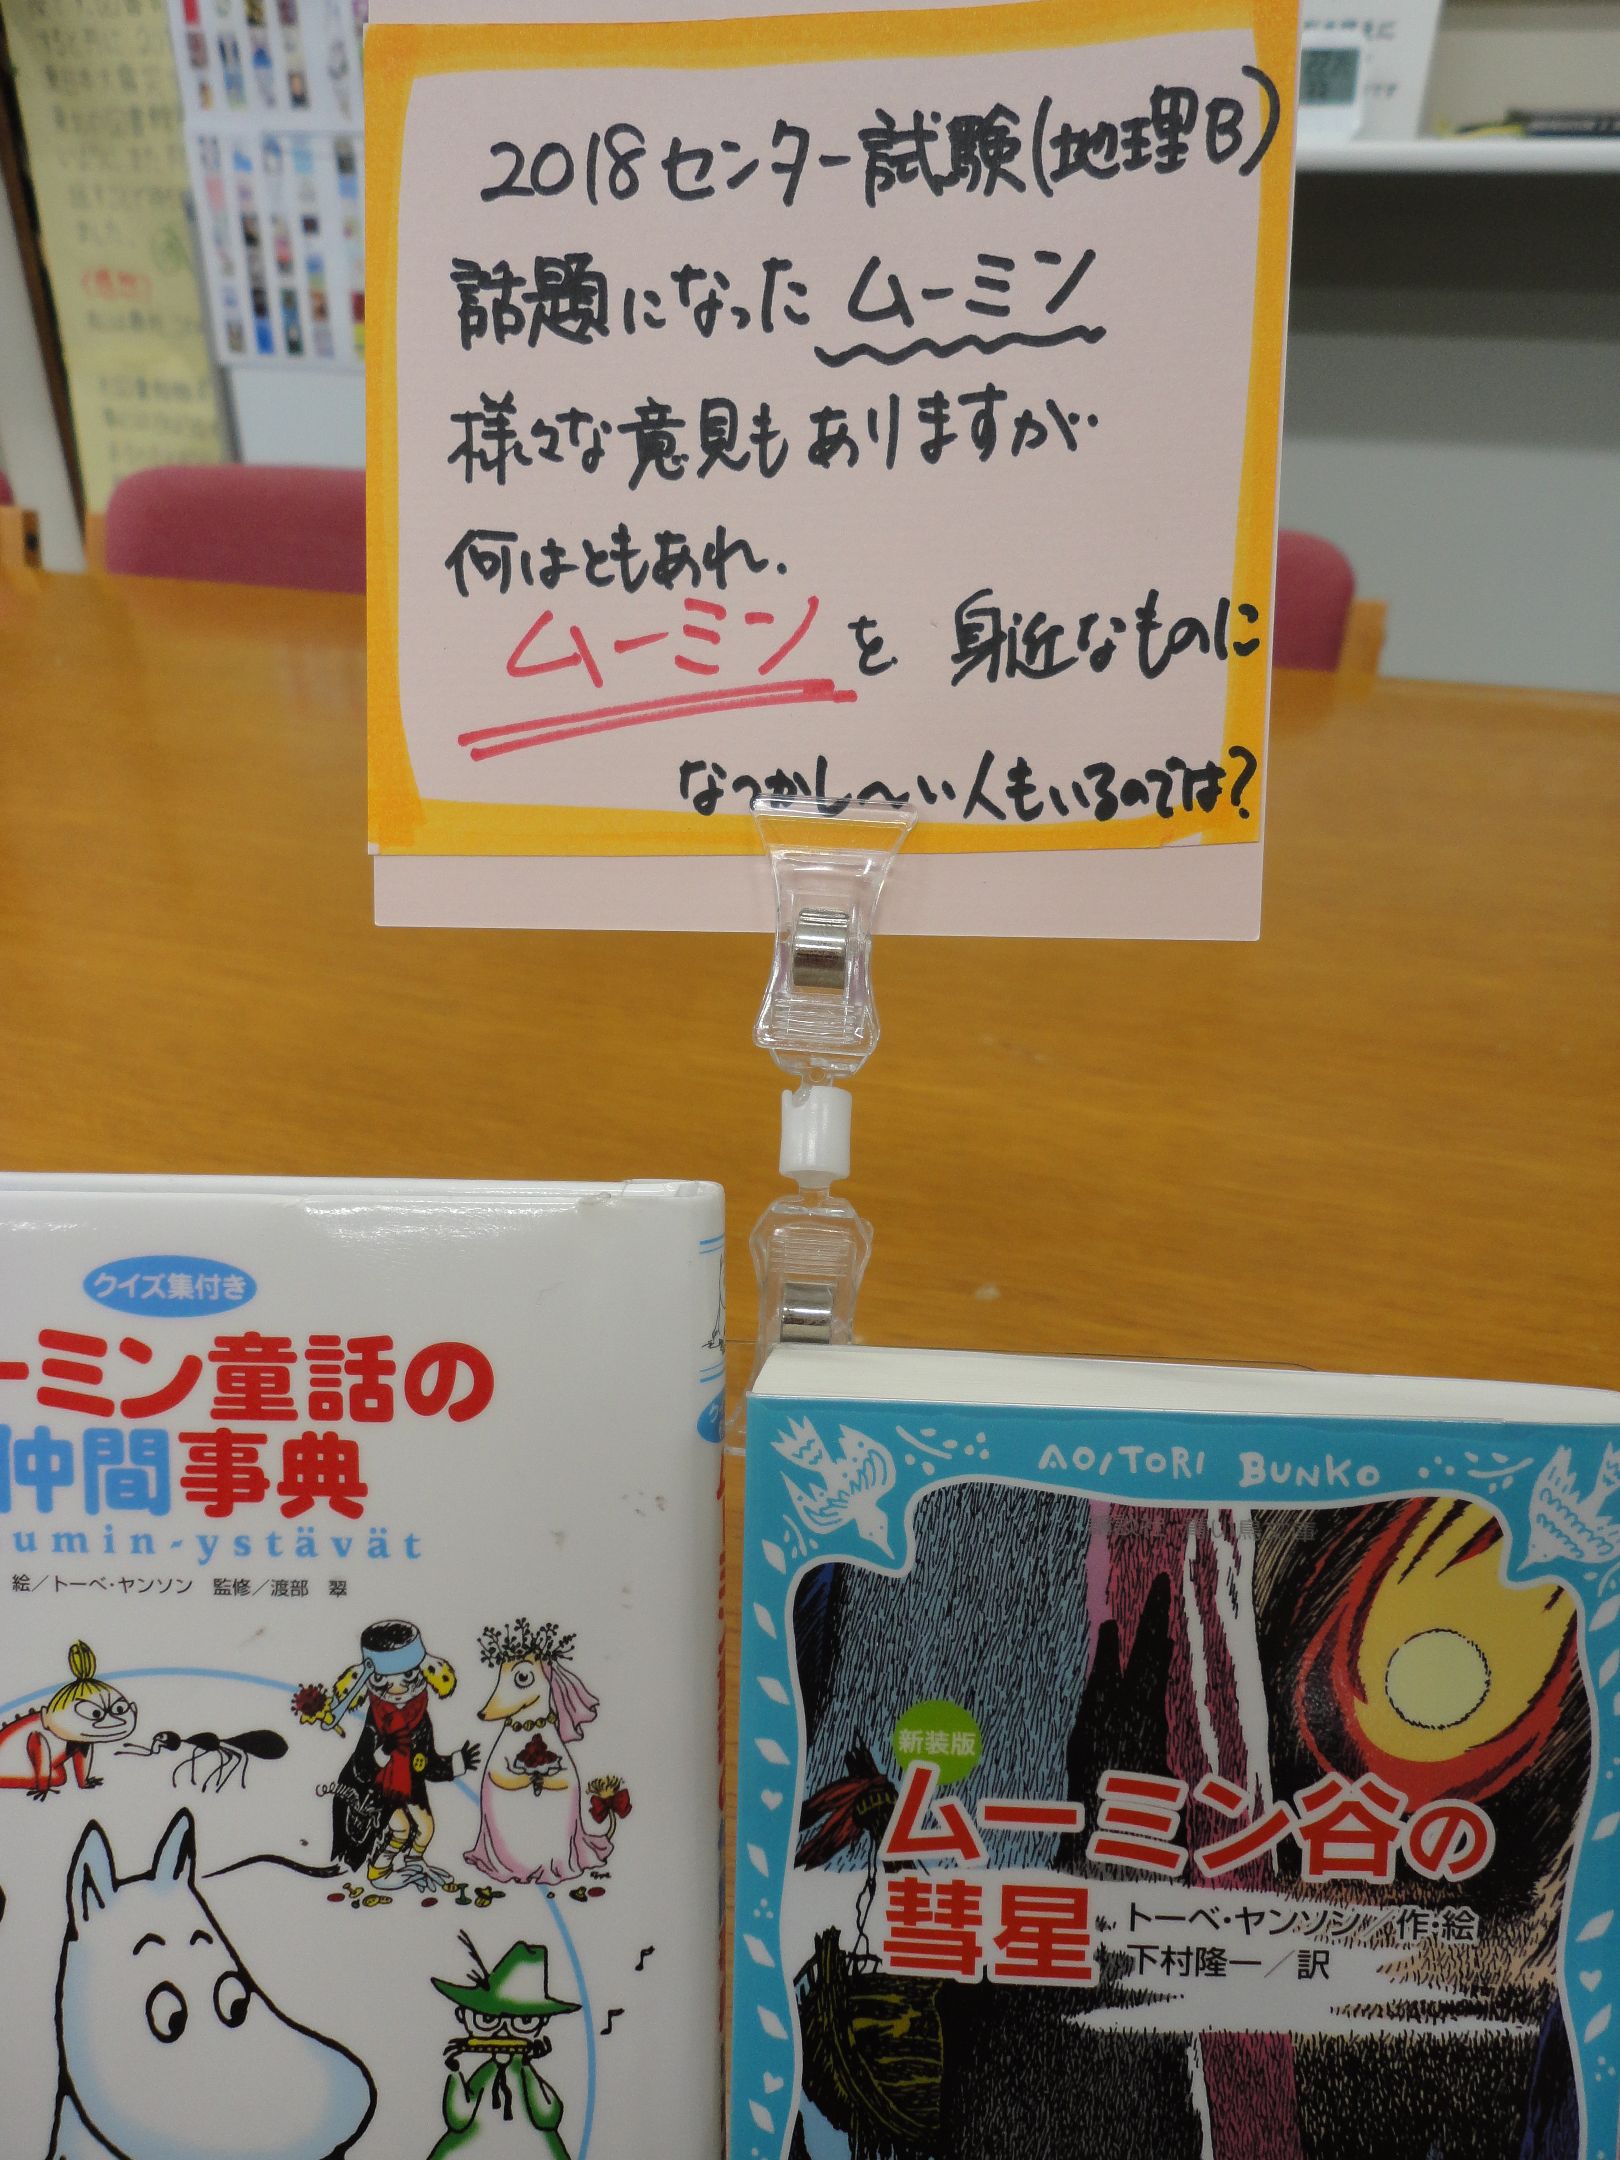 2018センター試験(地理B)
話題になったムーミン
様々な意見もありますが
何はともあれ、
ムーミンを 身近なものに
なつかし～い人もいるのでは?
クイズ集付き
ーミン童話の
仲間事典
umin-ystävät
絵／トーベ・ヤンソン 監修／渡部 翠
AOITORI BUNKO
新装版
ムーミン谷の
彗星
トーベ・ヤンソン／作・絵
下村隆一／訳